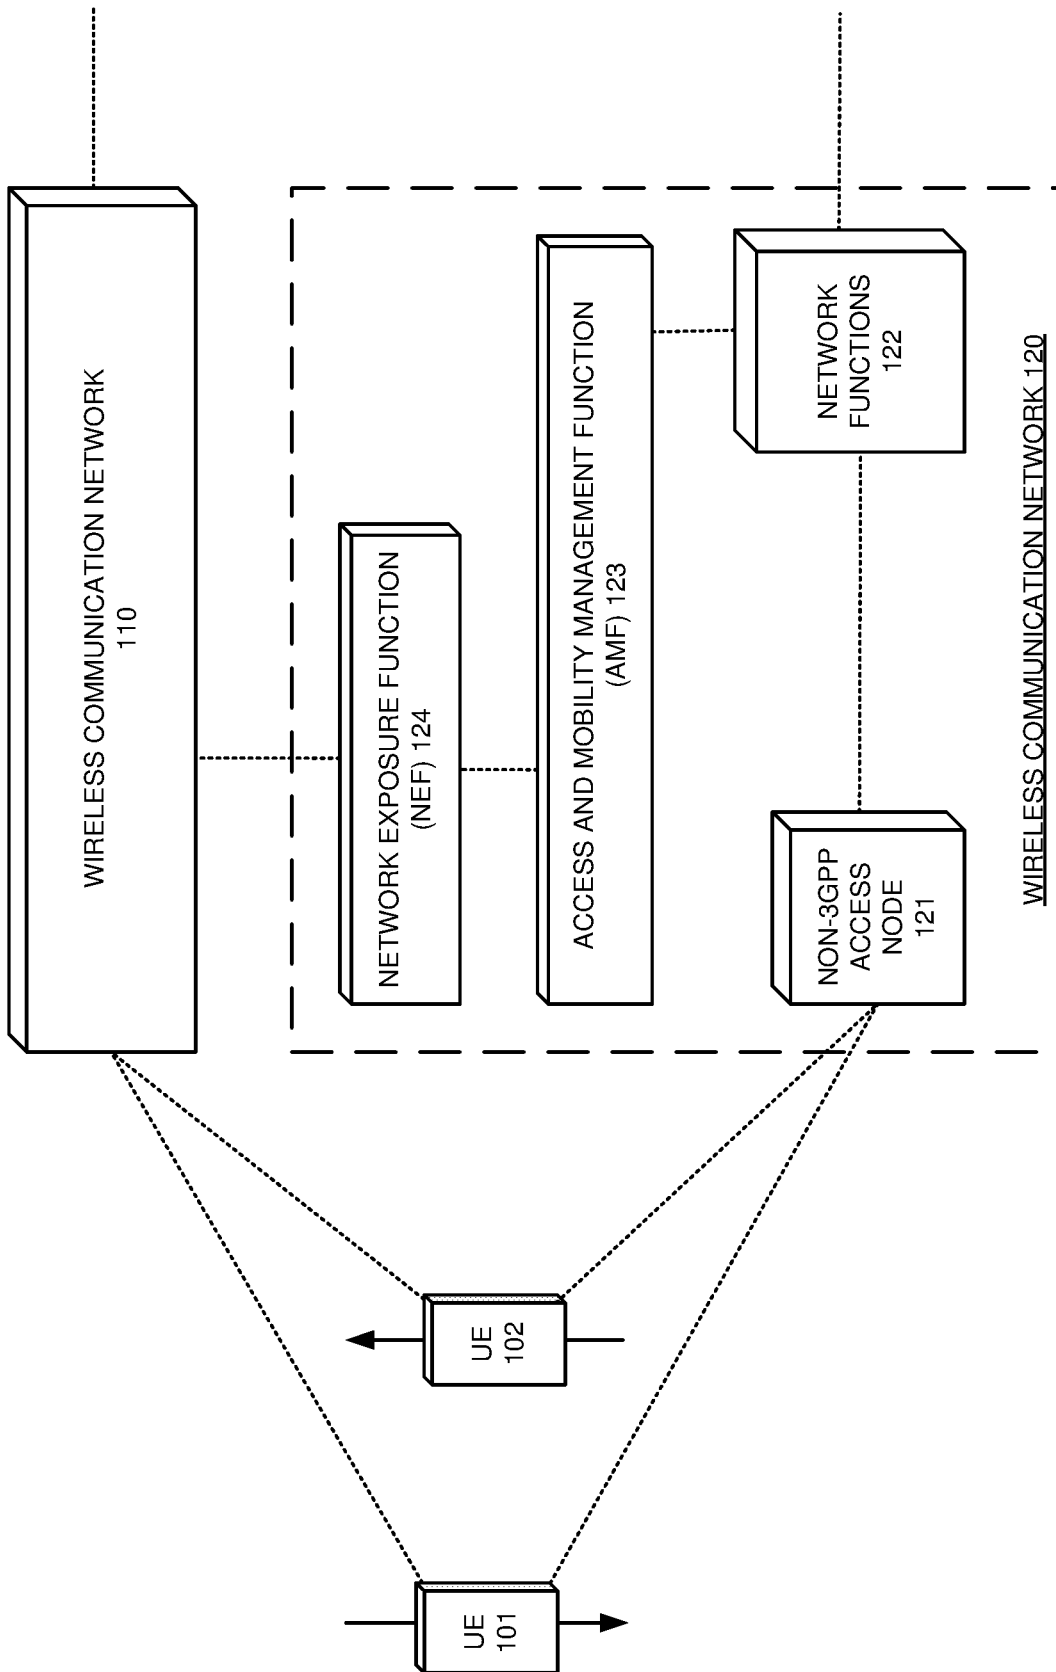 WIRELESS COMMUNICATION NETWORK
110
NETWORK EXPOSURE FUNCTION
(NEF) 124
ACCESS AND MOBILITY MANAGEMENT FUNCTION
(AMF) 123
NON-3GPP
ACCESS
NODE
121
NETWORK
FUNCTIONS
122
UE
101
UE
102
WIRELESS COMMUNICATION NETWORK 120